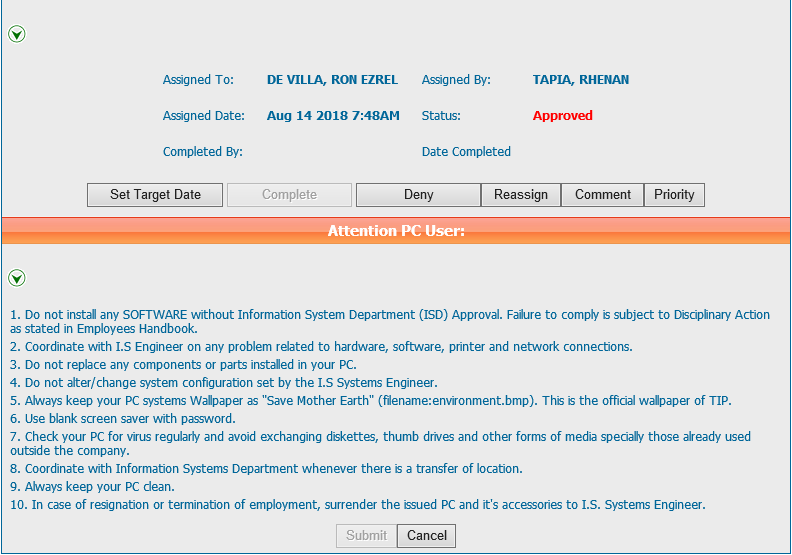 Assigned To: DE VILLA, RON EZREL Assigned By: TAPIA, RHENAN
Assigned Date: Aug 14 2018 7:48AM Status: Approved
Completed By: Date Completed
Set Target Date Complete Deny Reassign Comment Priority
Attention PC User:
1. Do not install any SOFTWARE without Information System Department (ISD) Approval. Failure to comply is subject to Disciplinary Action
as stated in Employees Handbook.
2. Coordinate with I.S Engineer on any problem related to hardware, software, printer and network connections.
3. Do not replace any components or parts installed in your PC.
4. Do not alter/change system configuration set by the I.S Systems Engineer.
5. Always keep your PC systems Wallpaper as "Save Mother Earth" (filename:environment.bmp). This is the official wallpaper of TIP.
6. Use blank screen saver with password.
7. Check your PC for virus regularly and avoid exchanging diskettes, thumb drives and other forms of media specially those already used
outside the company.
8. Coordinate with Information Systems Department whenever there is a transfer of location.
9. Always keep your PC clean.
10. In case of resignation or termination of employment, surrender the issued PC and it's accessories to I.S. Systems Engineer.
Submit Cancel